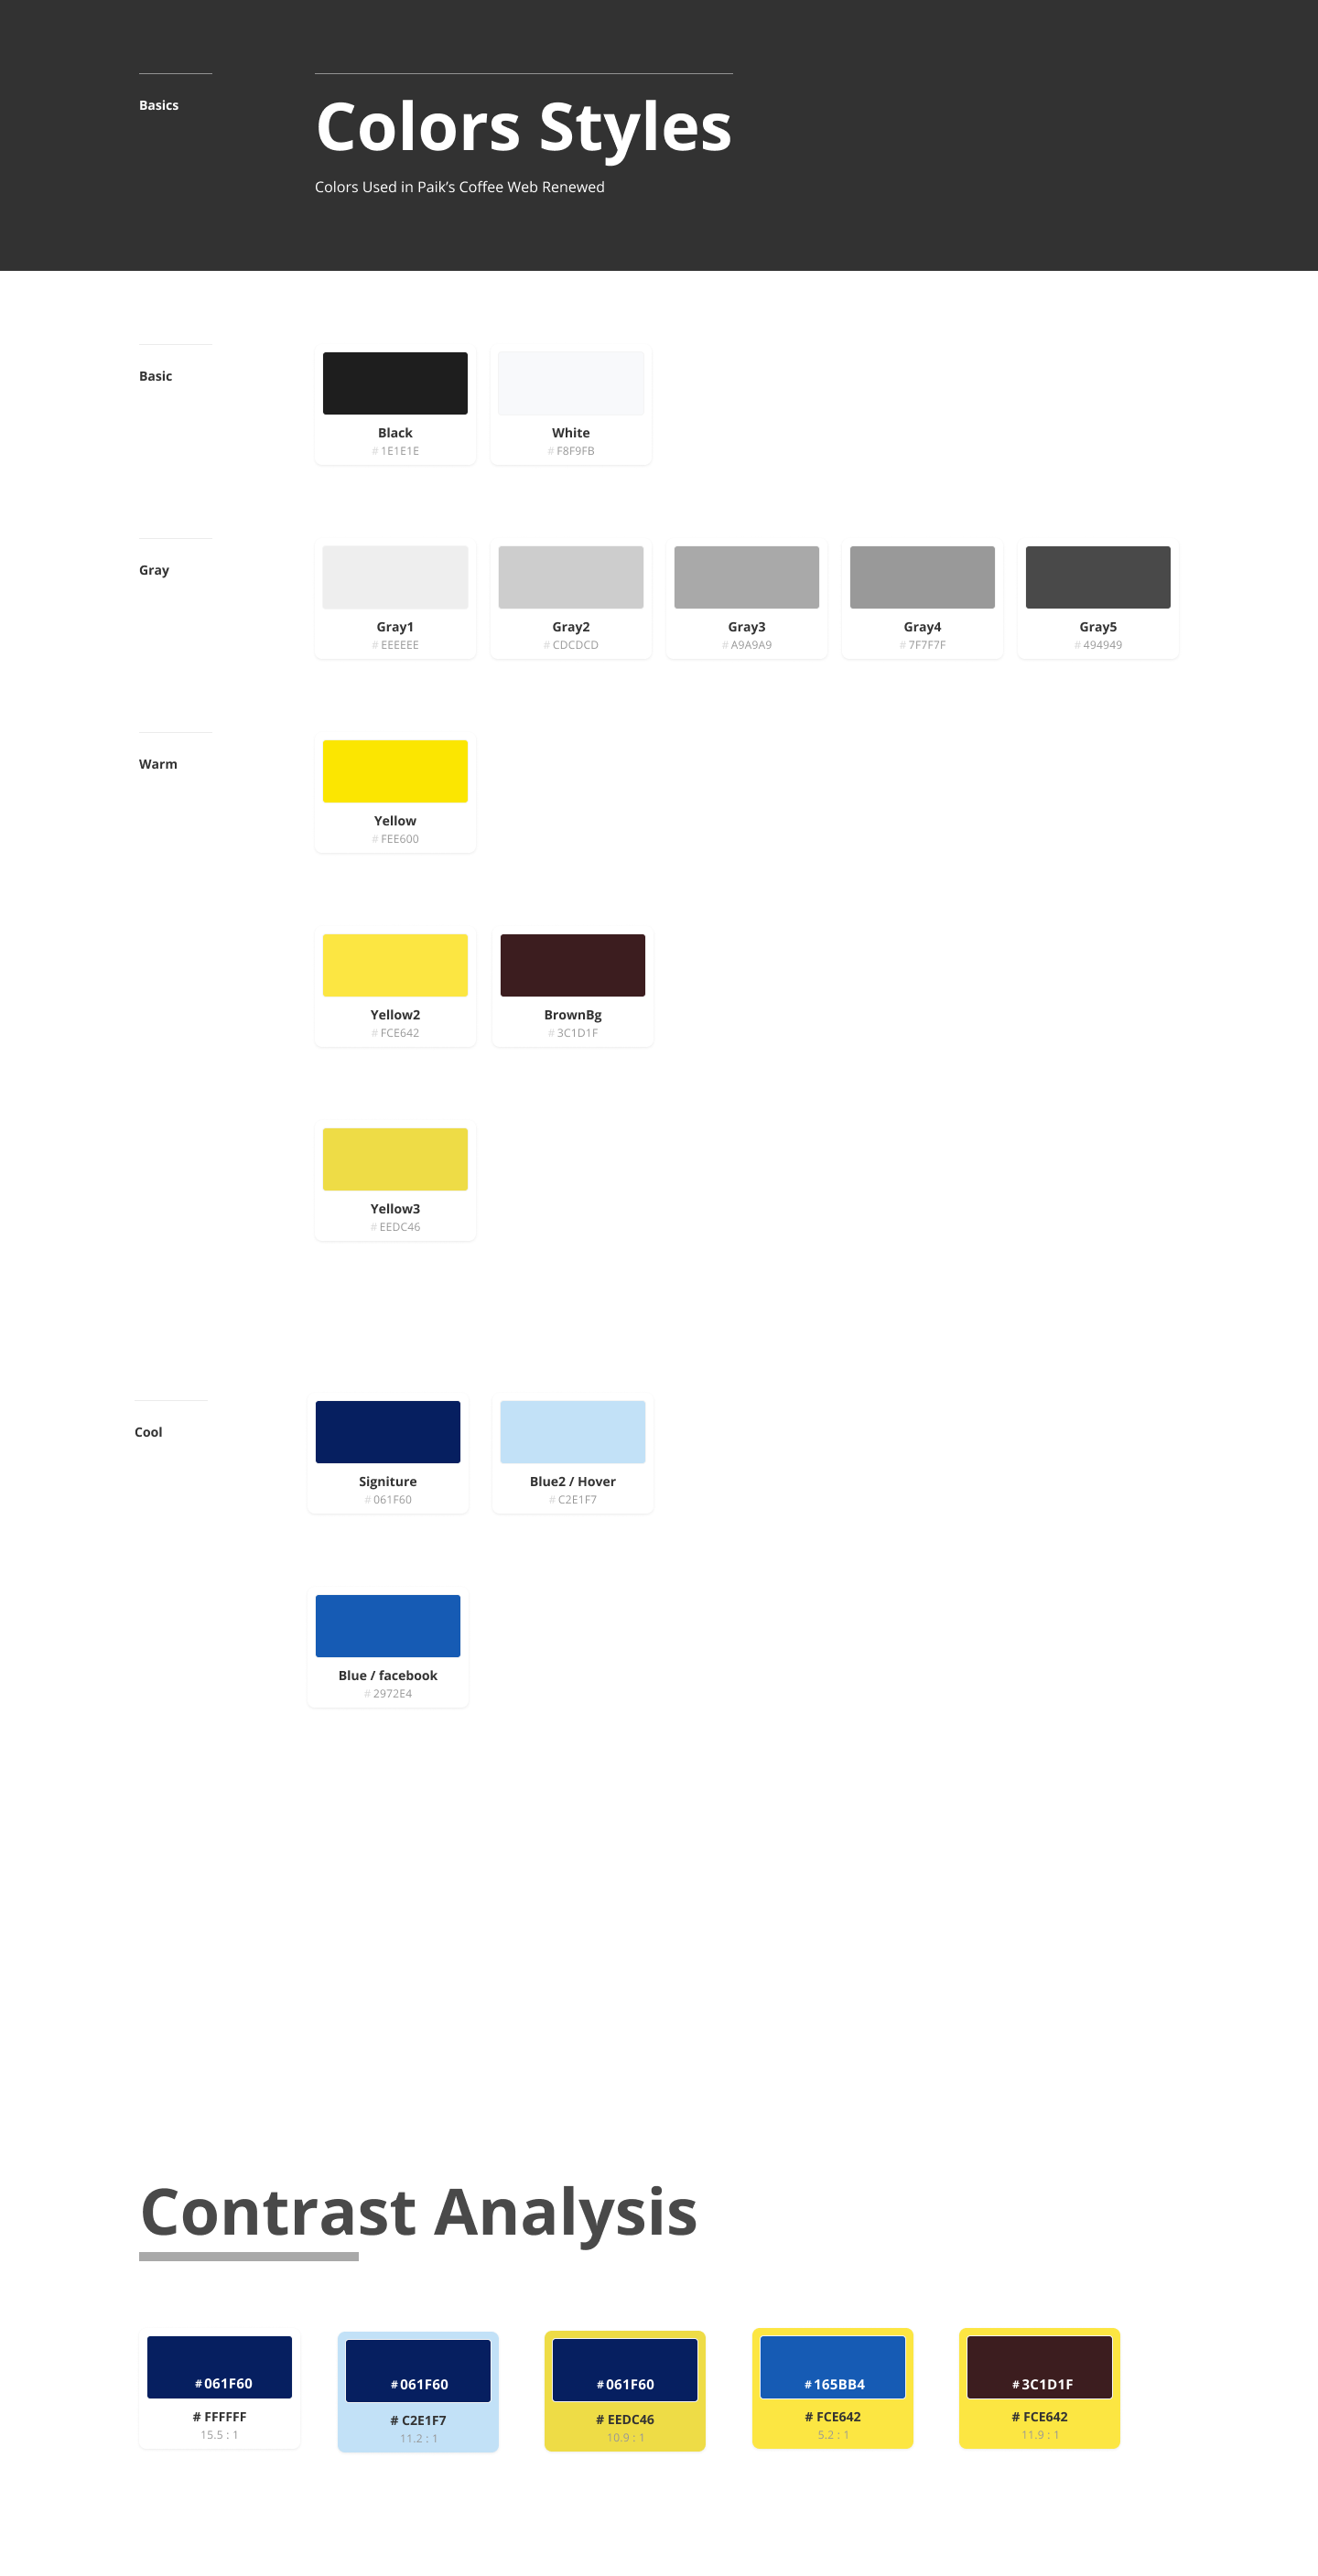 Basics
Colors Styles
Colors Used in Paik’s Coffee Web Renewed
Basic
Black
# 1E1E1E
White
# F8F9FB
Gray
Gray1
# EEEEEE
Gray2
# CDCDCD
Gray3
# A9A9A9
Gray4
# 7F7F7F
Gray5
# 494949
Warm
Yellow
# FEE600
Yellow2
# FCE642
BrownBg
# 3C1D1F
Yellow3
# EEDC46
Cool
Signiture
# 061F60
Blue2 / Hover
# C2E1F7
Blue / facebook
# 2972E4
Contrast Analysis
# 061F60
# FFFFFF
15.5 : 1
# 061F60
# C2E1F7
11.2 : 1
# 061F60
# EEDC46
10.9 : 1
# 165BB4
# FCE642
5.2 : 1
# 3C1D1F
# FCE642
11.9 : 1